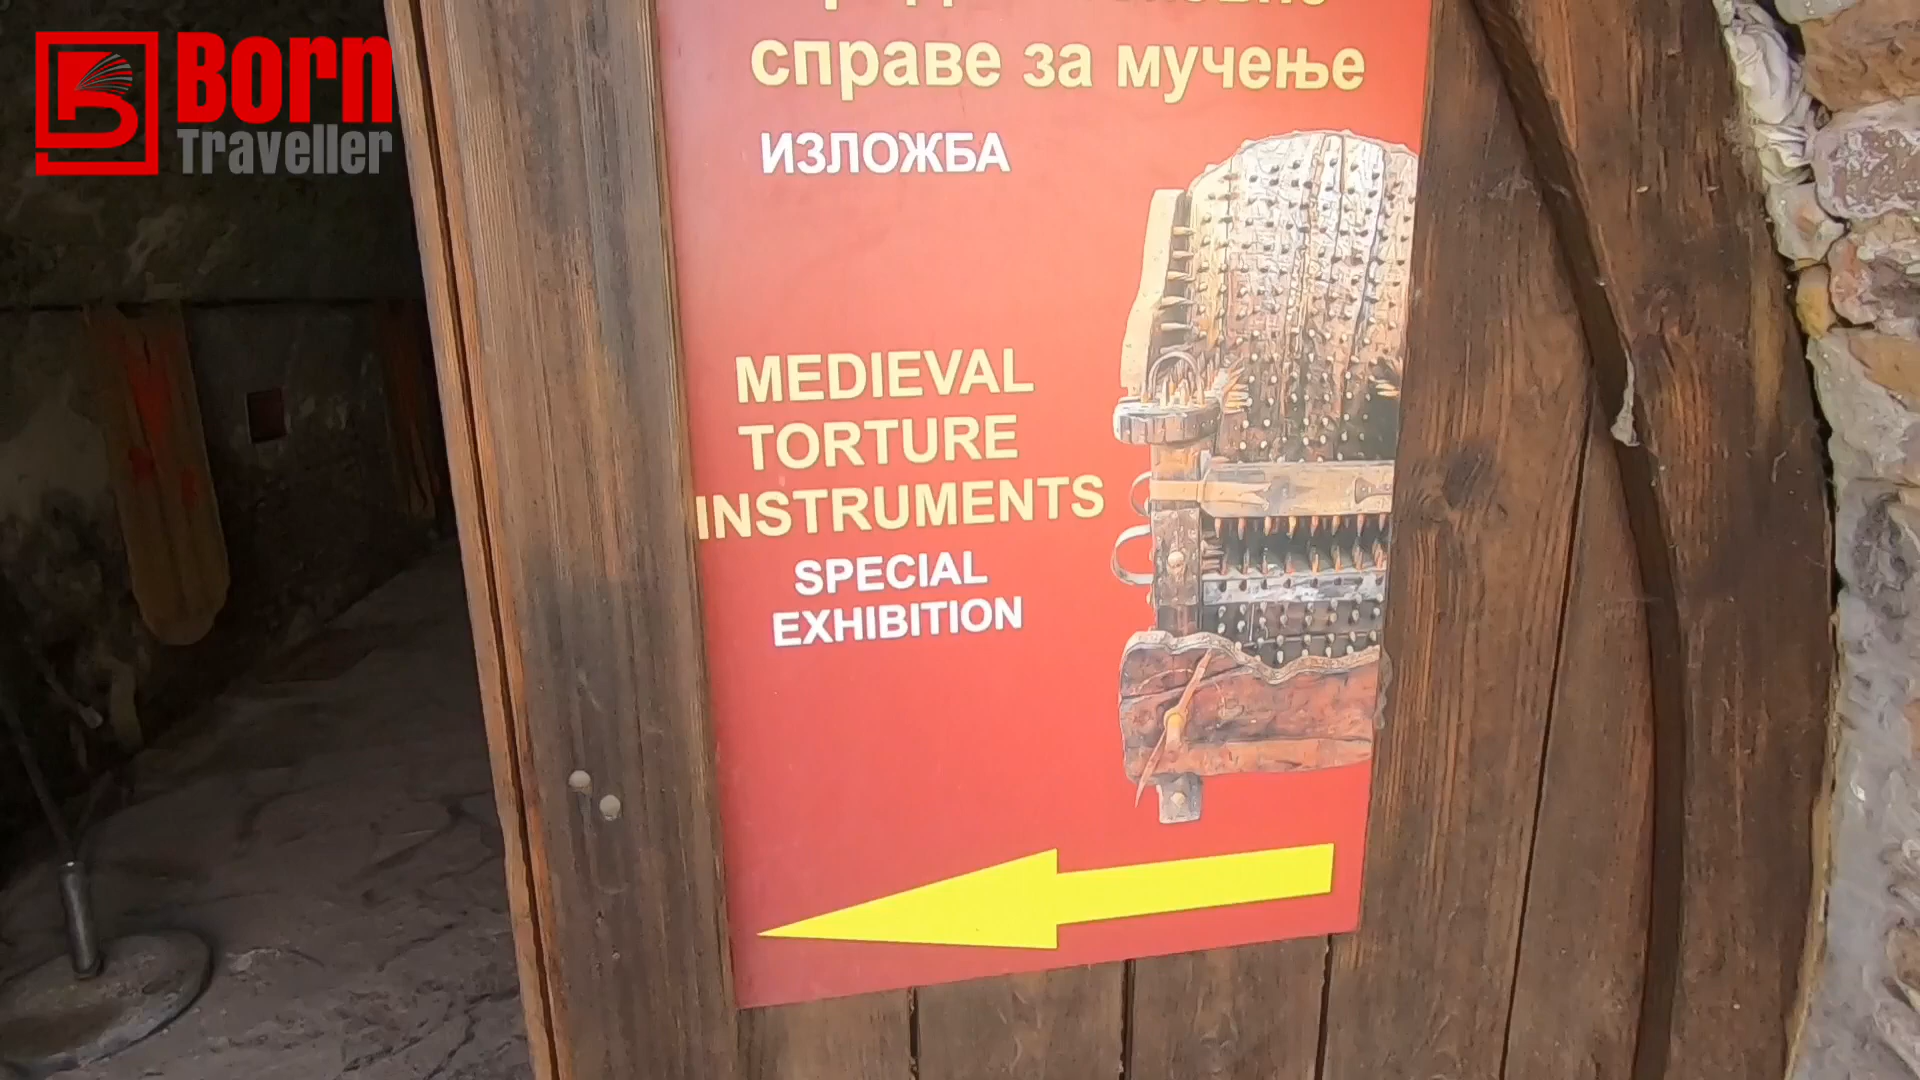 Born
Traveller
справе за мучење
ИЗЛОЖБА
MEDIEVAL
TORTURE
INSTRUMENTS
SPECIAL
EXHIBITION